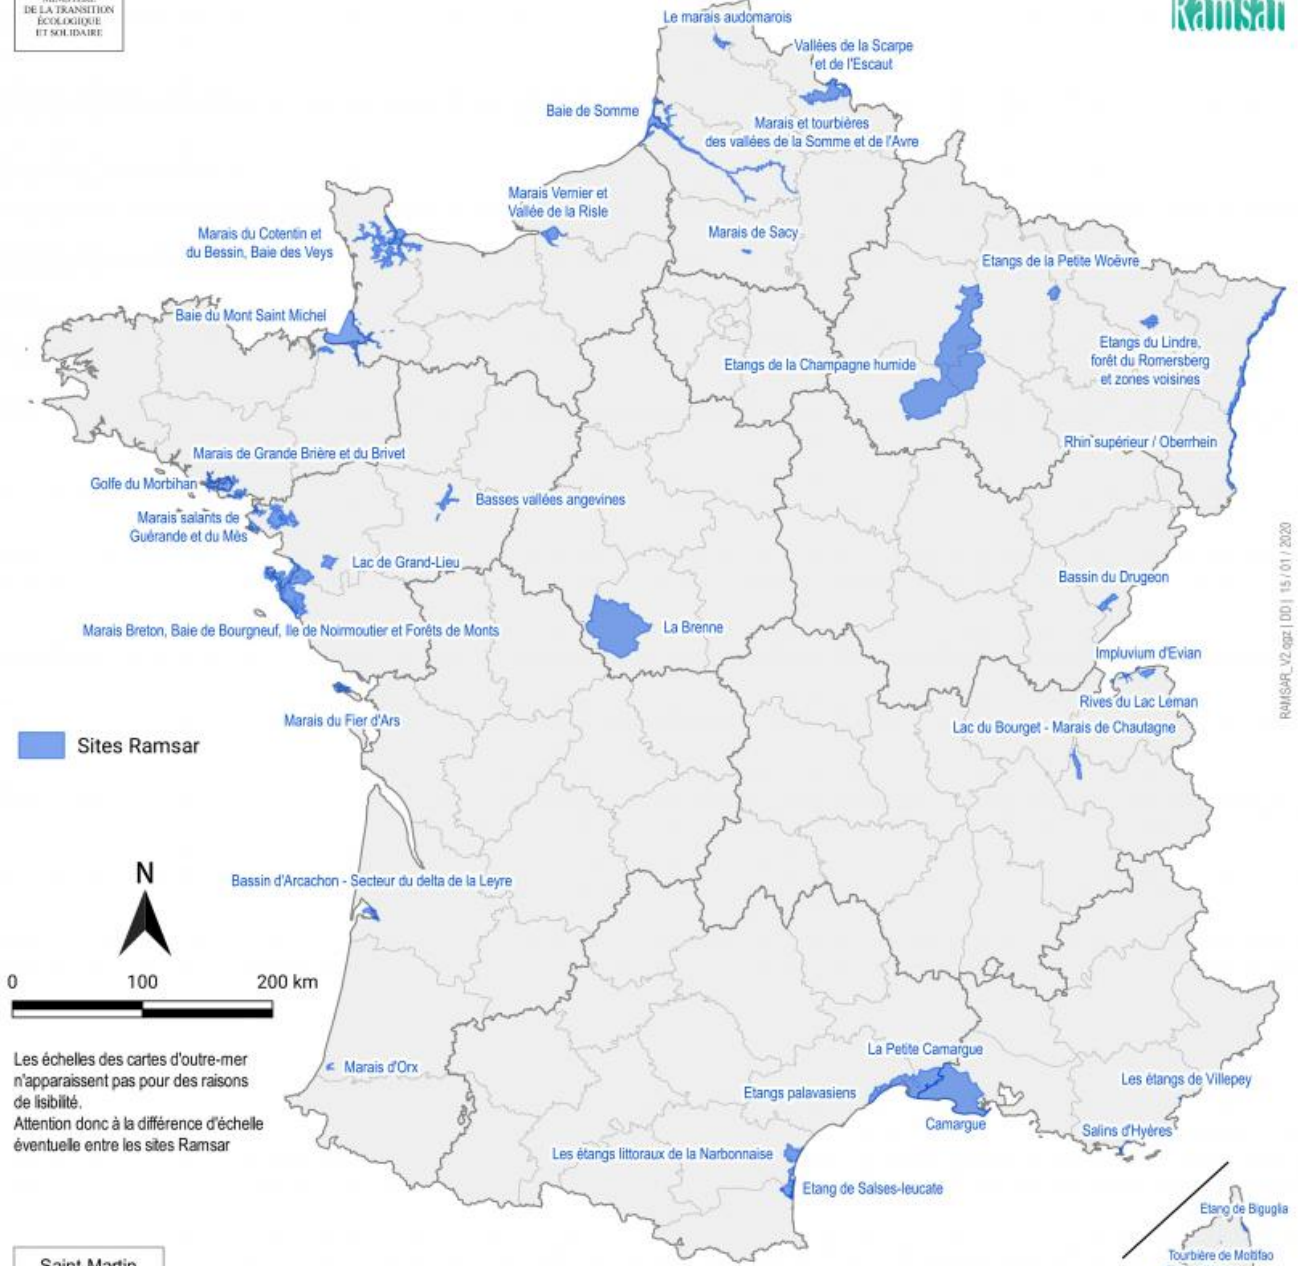 DE LA TRANSITION
ÉCOLOGIQUE
ET SOLIDAIRE
Ramsar
Le marais audomarois
Vallées de la Scarpe
et de l'Escaut
Baie de Somme
Marais et tourbières
des vallées de la Somme et de l'Avre
Marais Vernier et
Vallée de la Risle
Marais du Cotentin et
du Bessin, Baie des Veys
Marais de Sacy
Etangs de la Petite Woëvre
Baie du Mont Saint Michel
Etangs du Lindre,
forêt du Romersberg
et zones voisines
Etangs de la Champagne humide
Rhin supérieur / Oberrhein
Marais de Grande Brière et du Brivet
Golfe du Morbihan
Basses vallées angevines
Marais salants de
Guérande et du Mès
Lac de Grand-Lieu
Bassin du Drugeon
Marais Breton, Baie de Bourgneuf, Ile de Noirmoutier et Forêts de Monts
La Brenne
Impluvium d'Evian
Rives du Lac Leman
Marais du Fier d'Ars
Lac du Bourget - Marais de Chautagne
RAMSAR_V2.qgz | DD | 15 / 01 / 2020
Sites Ramsar
N
Bassin d'Arcachon - Secteur du delta de la Leyre
0 100 200 km
Les échelles des cartes d'outre-mer
n'apparaissent pas pour des raisons
de lisibilité.
Attention donc à la différence d'échelle
éventuelle entre les sites Ramsar
Marais d'Orx
La Petite Camargue
Etangs palavasiens
Camargue
Les étangs de Villepey
Salins d'Hyères
Les étangs littoraux de la Narbonnaise
Etang de Salses-leucate
Etang de Biguglia
Tourbière de Moltifao
Saint-Martin